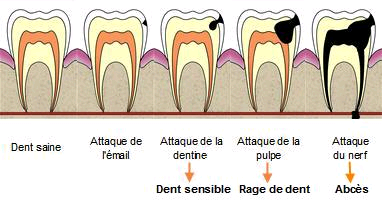 Dent saine
Attaque de
l'émail
Attaque de la
dentine
Attaque de la
pulpe
Attaque
du nerf
Dent sensible
Rage de dent
Abcès